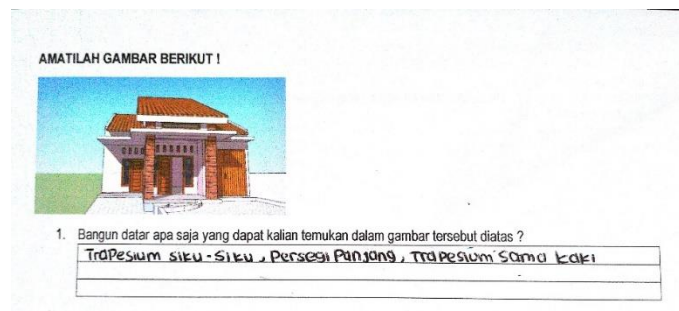 AMATILAH GAMBAR BERIKUT !
1. Bangun datar apa saja yang dapat kalian temukan dalam gambar tersebut diatas ?
Trapesium siku-siku, Persegi Panjang, Trapesium sama kaki